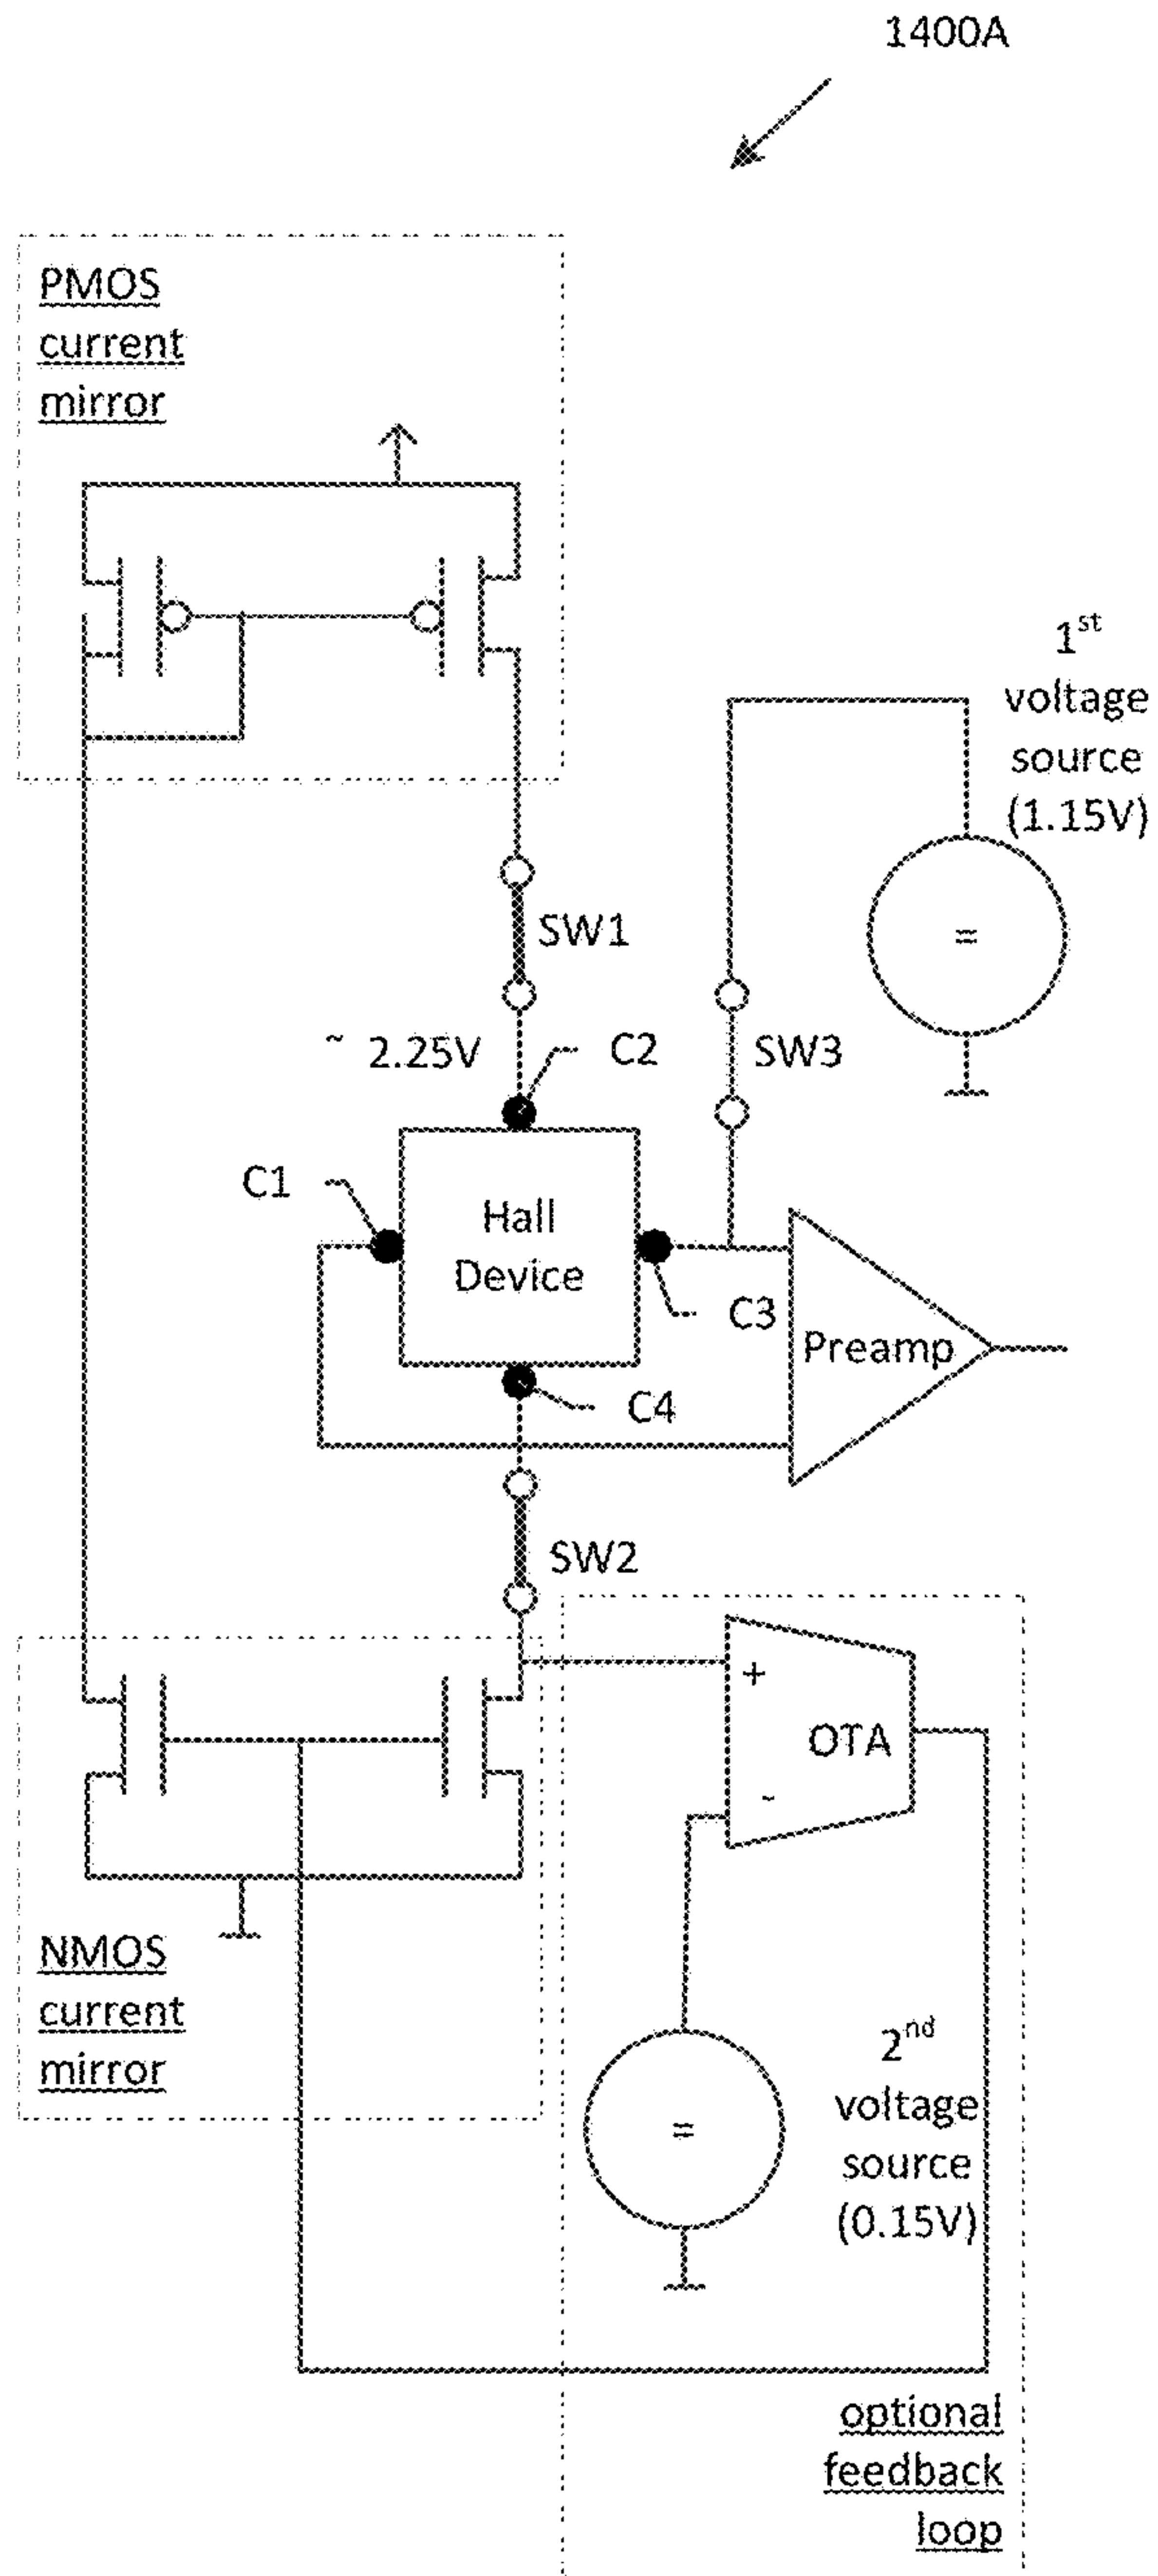 1400A
PMOS
current
mirror
1st
voltage
source
(1.15V)
=
SW1
~ 2.25V
C2
SW3
C1
Hall
Device
C3
Preamp
C4
SW2
+
OTA
-
NMOS
current
mirror
2nd
voltage
source
(0.15V)
=
optional
feedback
loop